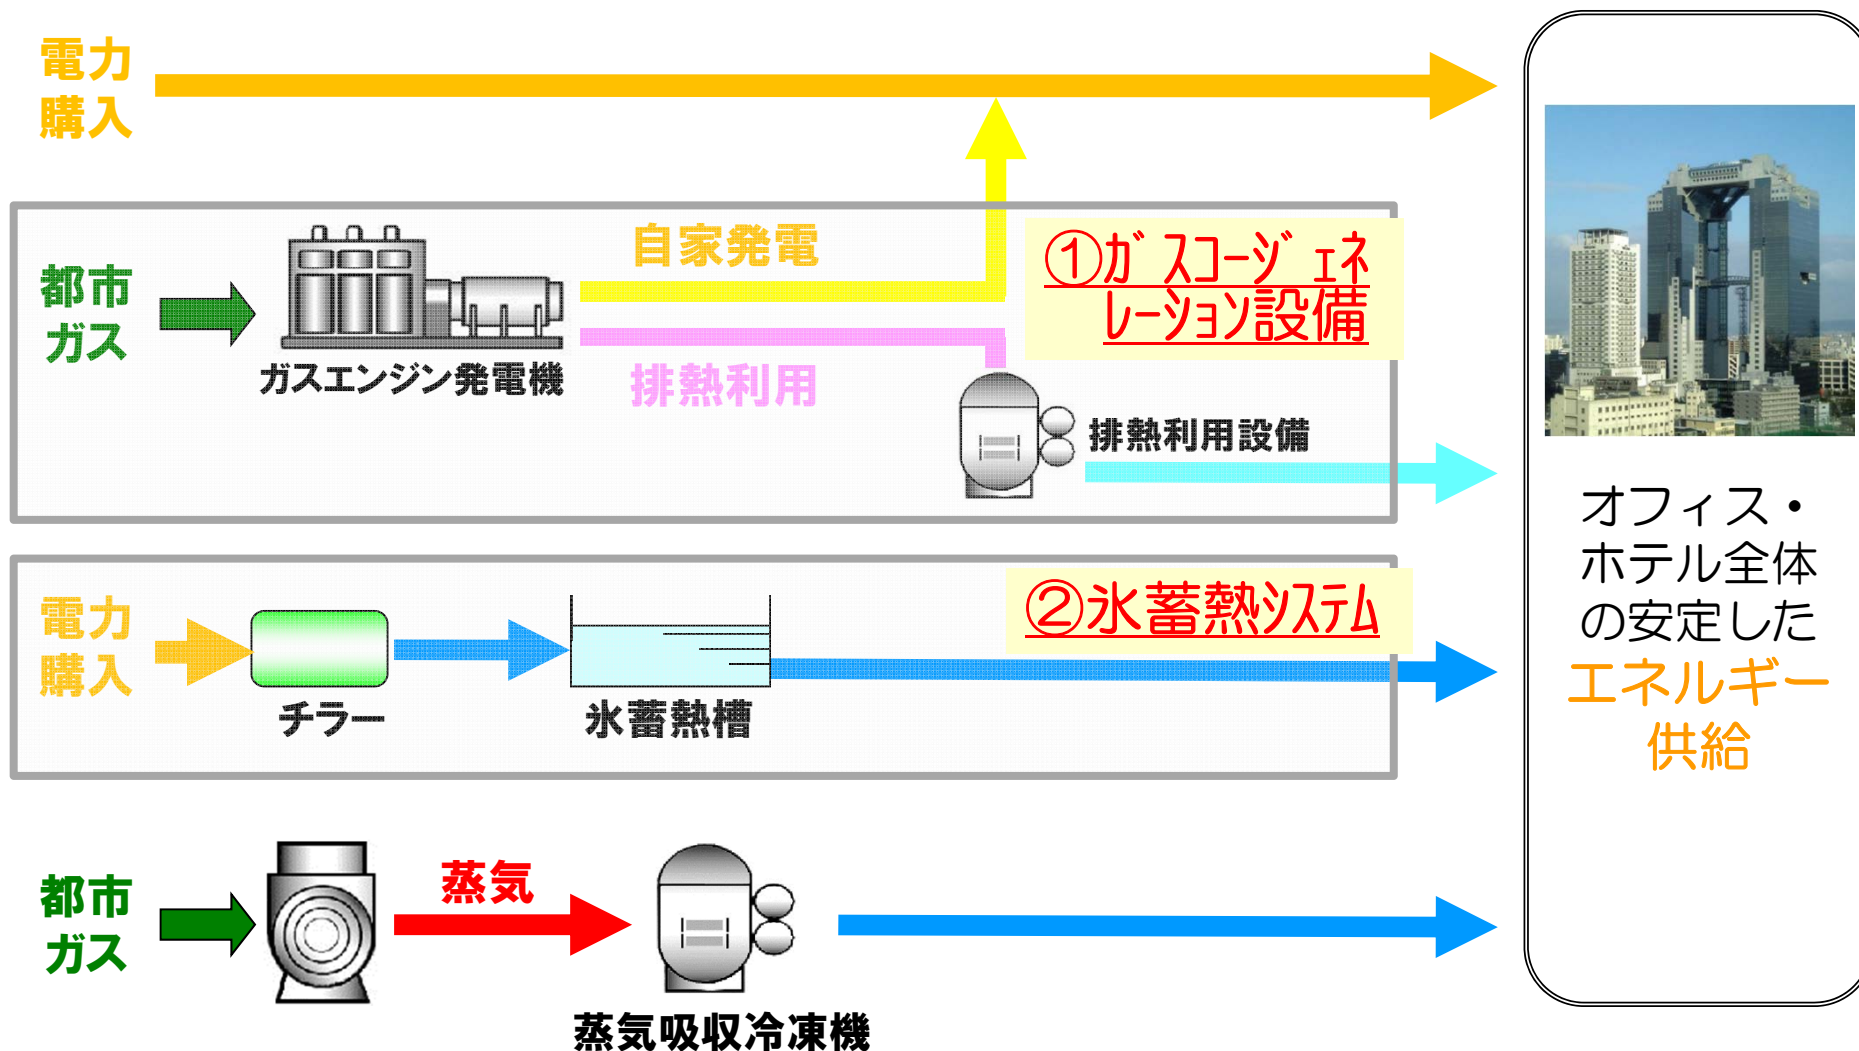 電力
購入
都市
ガス
ガスエンジン発電機
自家発電
排熱利用
①ガスコージェネ
レーション設備
排熱利用設備
電力
購入
チラー
氷蓄熱槽
②氷蓄熱システム
都市
ガス
蒸気
蒸気吸収冷凍機
オフィス・
ホテル全体
の安定した
エネルギー
供給